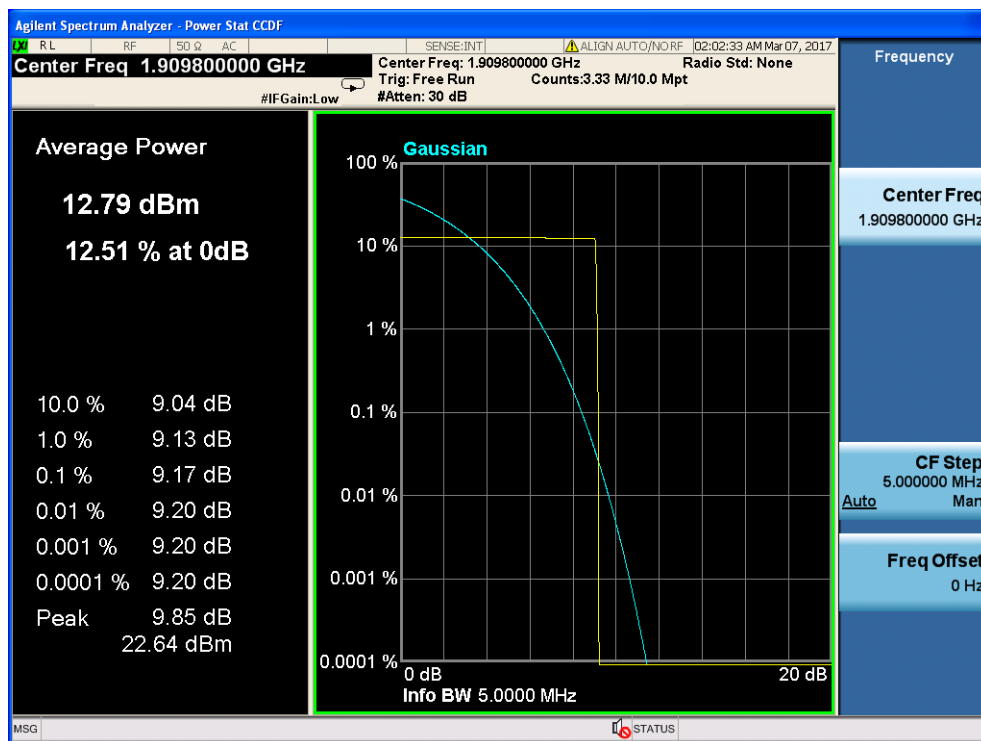 Agilent Spectrum Analyzer - Power Stat CCDF
LXI RL RF 50 Ω AC SENSE:INT ALIGN AUTO/NO RF 02:02:33 AM Mar 07, 2017
Center Freq 1.909800000 GHz
Center Freq: 1.909800000 GHz Radio Std: None
Trig: Free Run Counts:3.33 M/10.0 Mpt
#IFGain:Low #Atten: 30 dB
Average Power
12.79 dBm
12.51 % at 0dB
10.0 % 9.04 dB
1.0 % 9.13 dB
0.1 % 9.17 dB
0.01 % 9.20 dB
0.001 % 9.20 dB
0.0001 % 9.20 dB
Peak 9.85 dB
22.64 dBm
Gaussian
100 %
10 %
1 %
0.1 %
0.01 %
0.001 %
0.0001 %
0 dB 20 dB
Info BW 5.0000 MHz
Frequency
Center Freq
1.909800000 GHz
CF Step
5.000000 MHz
Auto Man
Freq Offset
0 Hz
MSG STATUS